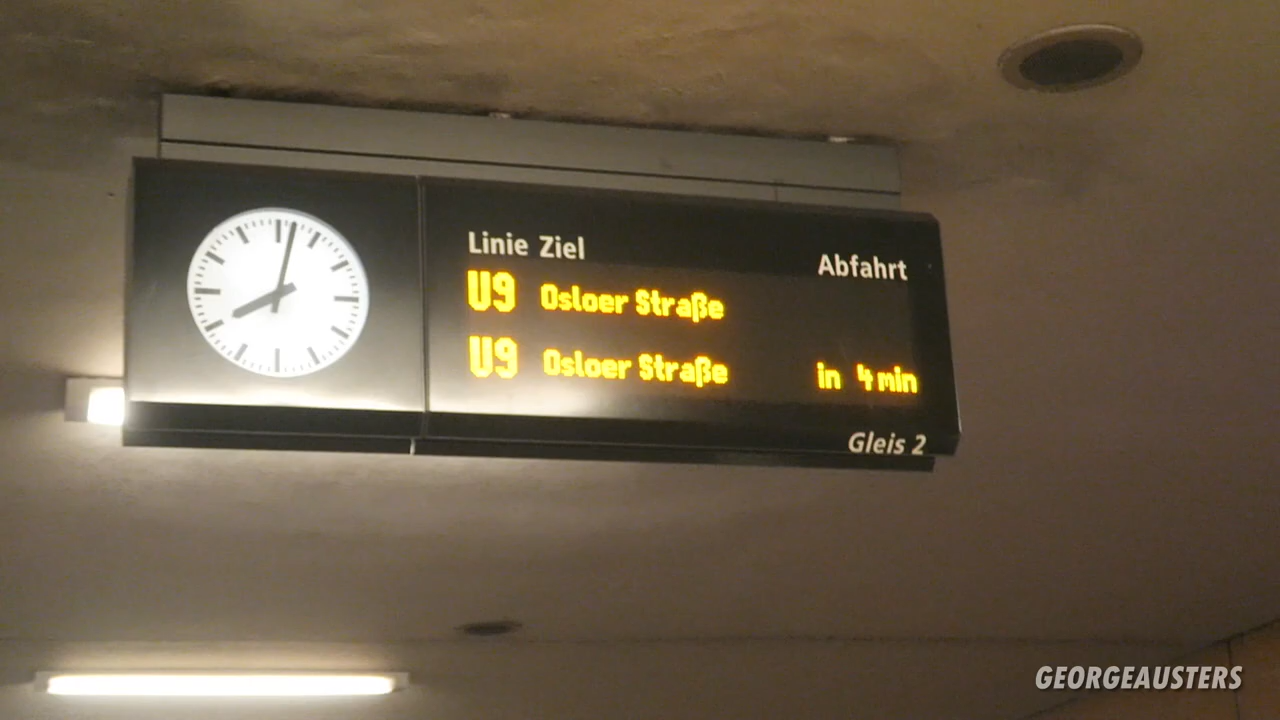 Linie Ziel Abfahrt
U9 Osloer Straße
U9 Osloer Straße in 4 min
Gleis 2
GEORGEAUSTERS